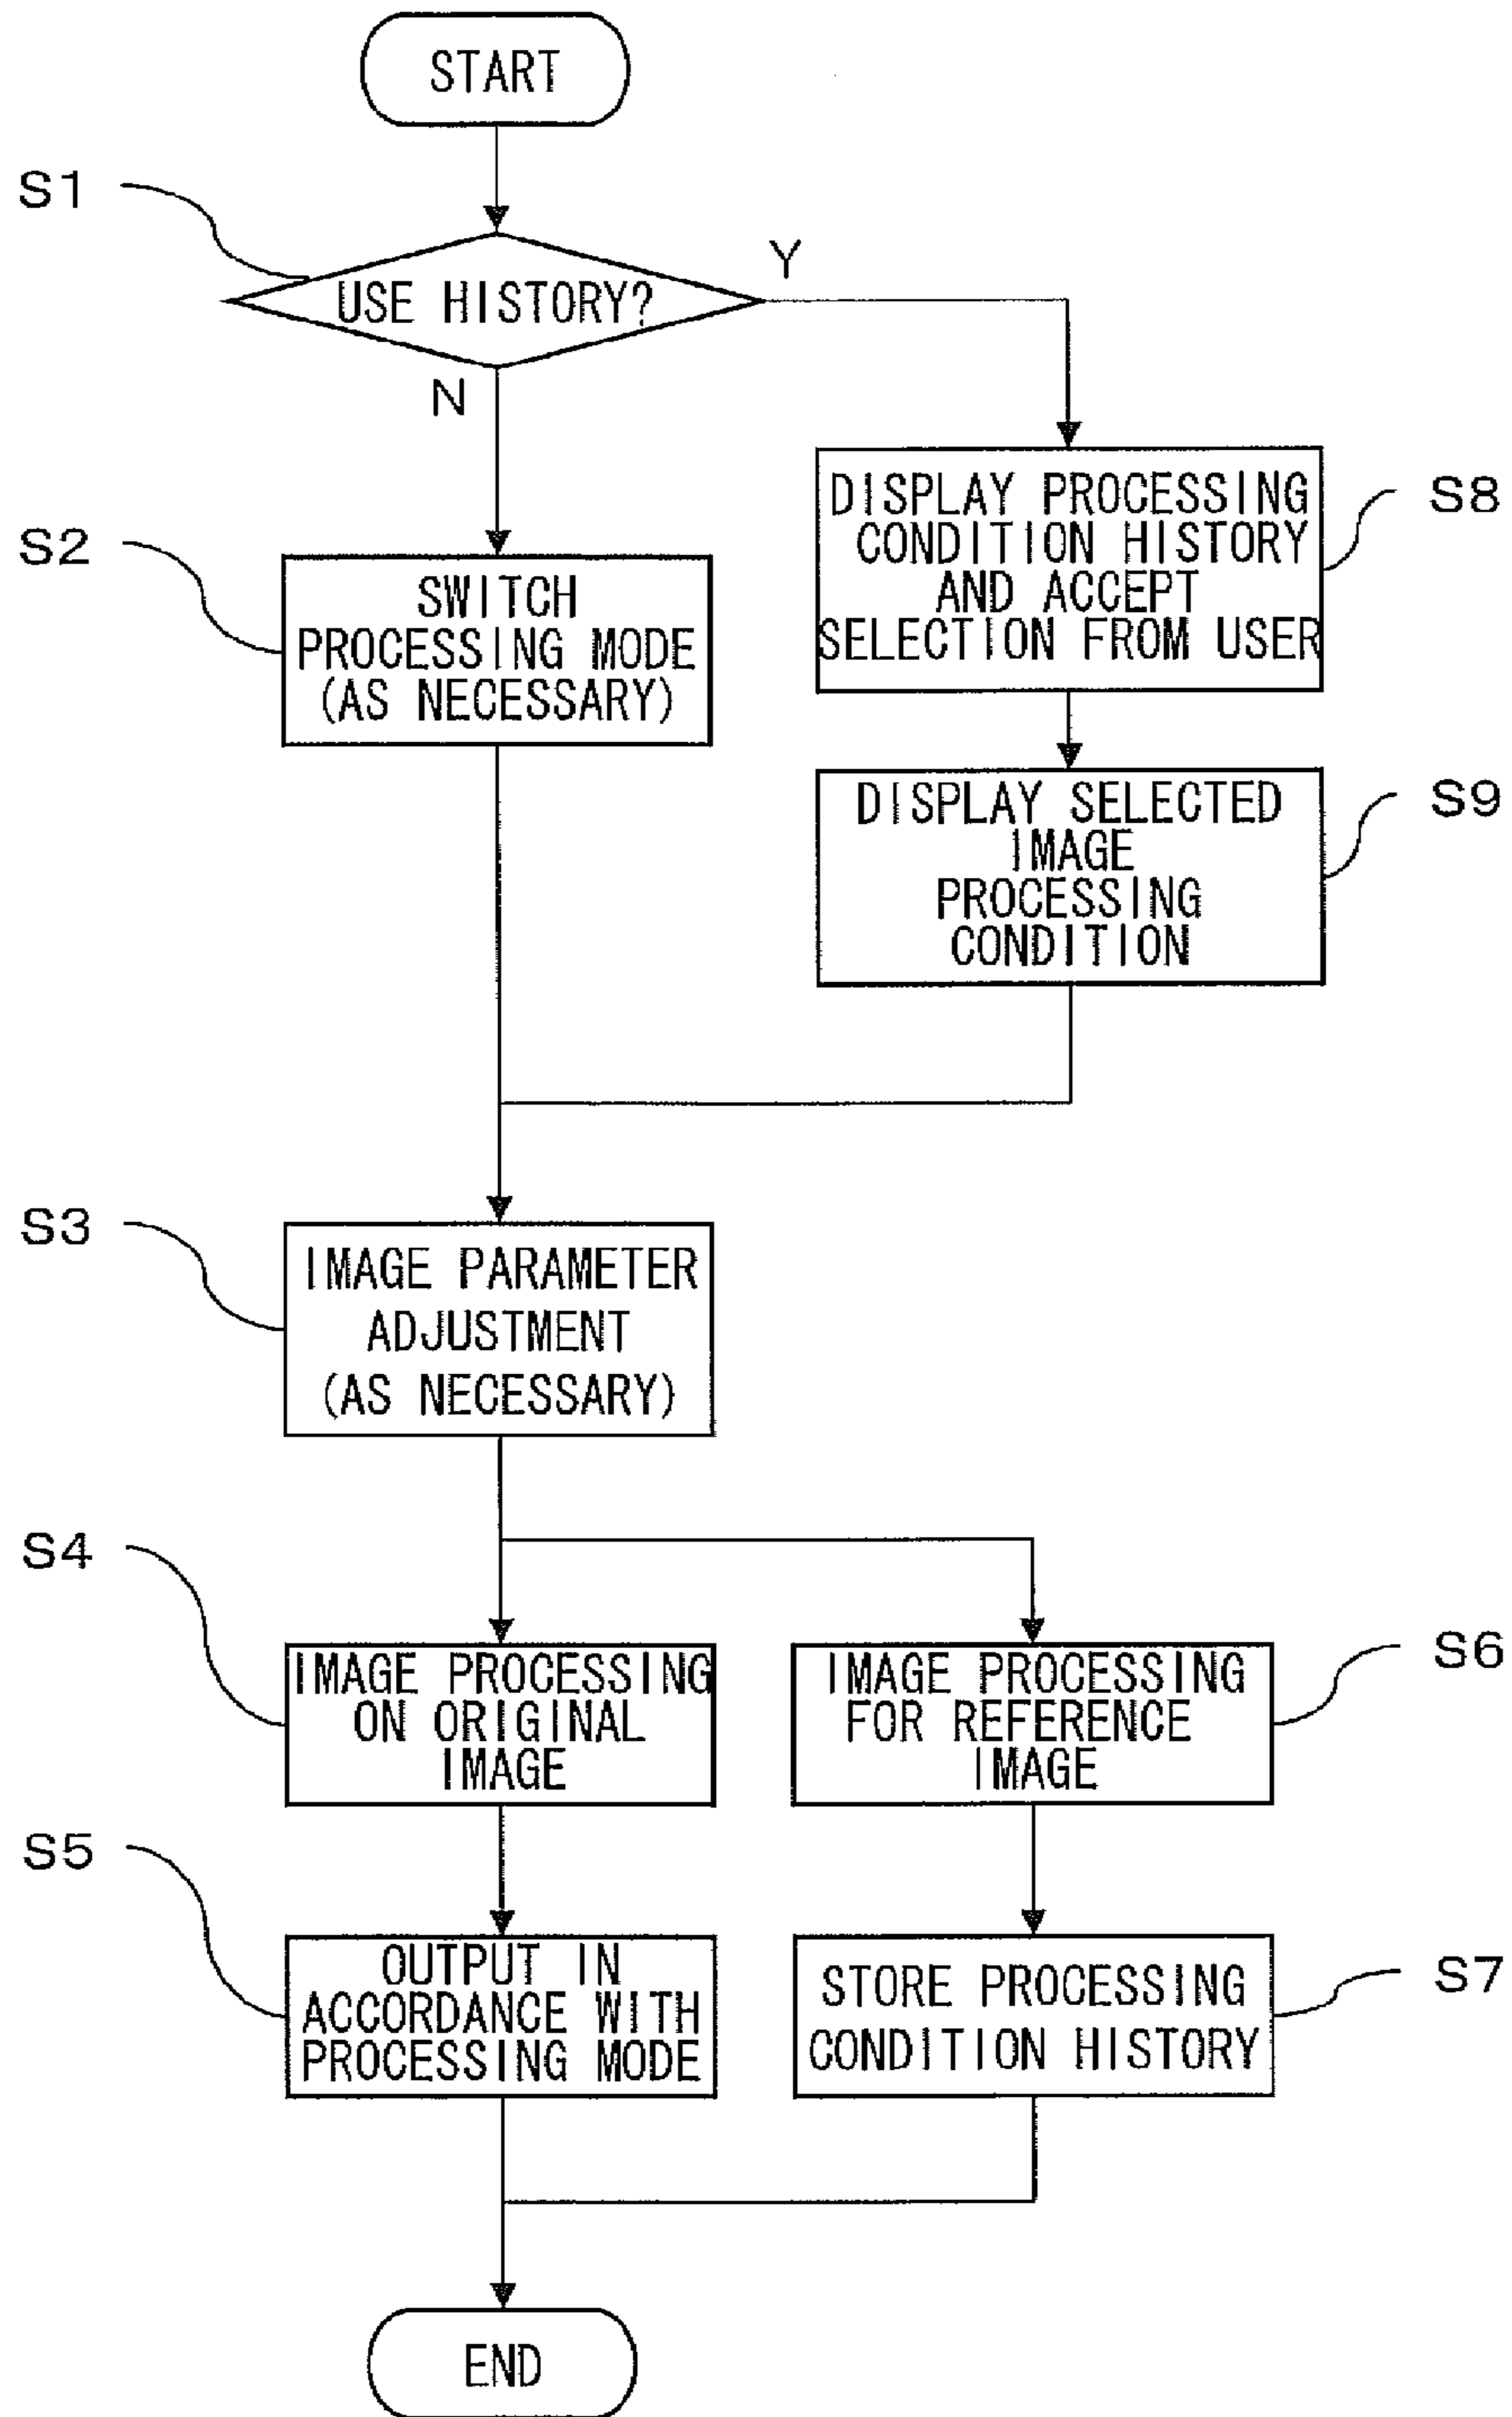 START
S1
Y
USE HISTORY?
N
S8
DISPLAY PROCESSING
CONDITION HISTORY
AND ACCEPT
SELECTION FROM USER
S2
SWITCH
PROCESSING MODE
(AS NECESSARY)
S9
DISPLAY SELECTED
IMAGE
PROCESSING
CONDITION
S3
IMAGE PARAMETER
ADJUSTMENT
(AS NECESSARY)
S4
IMAGE PROCESSING
ON ORIGINAL
IMAGE
S6
IMAGE PROCESSING
FOR REFERENCE
IMAGE
S5
OUTPUT IN
ACCORDANCE WITH
PROCESSING MODE
S7
STORE PROCESSING
CONDITION HISTORY
END